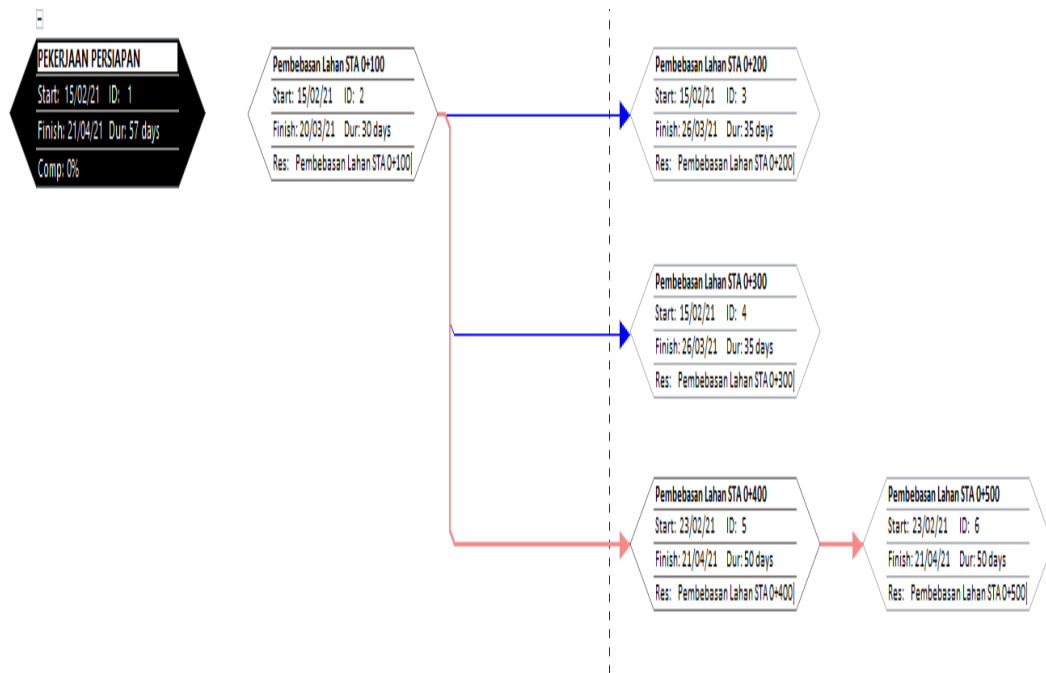 PEKERJAAN PERSIAPAN
Start: 15/02/21 ID: 1
Finish: 21/04/21 Dur: 57 days
Comp: 0%
Pembebasan Lahan STA 0+100
Start: 15/02/21 ID: 2
Finish: 20/03/21 Dur: 30 days
Res: Pembebasan Lahan STA 0+100[
Pembebasan Lahan STA 0+200
Start: 15/02/21 ID: 3
Finish: 26/03/21 Dur: 35 days
Res: Pembebasan Lahan STA 0+200[
Pembebasan Lahan STA 0+300
Start: 15/02/21 ID: 4
Finish: 26/03/21 Dur: 35 days
Res: Pembebasan Lahan STA 0+300[
Pembebasan Lahan STA 0+400
Start: 23/02/21 ID: 5
Finish: 21/04/21 Dur: 50 days
Res: Pembebasan Lahan STA 0+400[
Pembebasan Lahan STA 0+500
Start: 23/02/21 ID: 6
Finish: 21/04/21 Dur: 50 days
Res: Pembebasan Lahan STA 0+500[